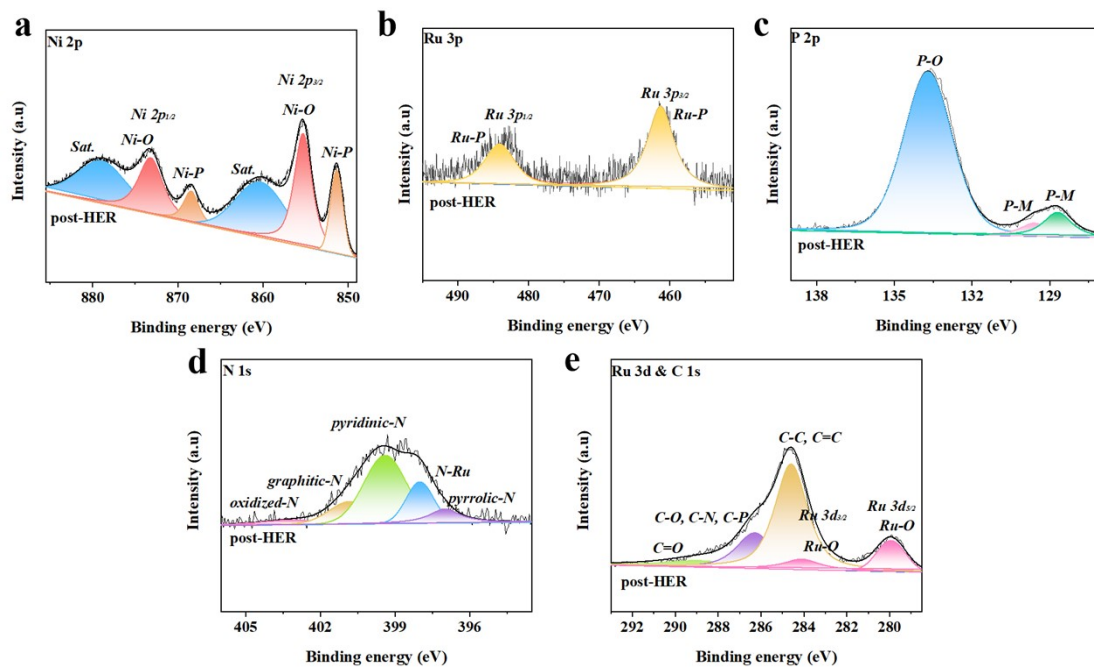 a
Ni 2p
Ni 2p3/2
Ni-O
Ni 2p1/2
Ni-O
Sat.
Ni-P
Sat.
Ni-P
post-HER
Intensity (a.u)
880 870 860 850
Binding energy (eV)
b
Ru 3p
Ru 3p3/2
Ru-P
Ru 3p1/2
Ru-P
post-HER
Intensity (a.u)
490 480 470 460
Binding energy (eV)
c
P 2p
P-O
P-M
P-M
post-HER
Intensity (a.u)
138 135 132 129
Binding energy (eV)
d
N 1s
pyridinic-N
graphitic-N
N-Ru
oxidized-N
pyrrolic-N
post-HER
Intensity (a.u)
405 402 399 396
Binding energy (eV)
e
Ru 3d & C 1s
C-C, C=C
C-O, C-N, C-P
Ru 3d3/2
Ru 3d5/2
Ru-O
Ru-O
C=O
post-HER
Intensity (a.u)
292 290 288 286 284 282 280
Binding energy (eV)